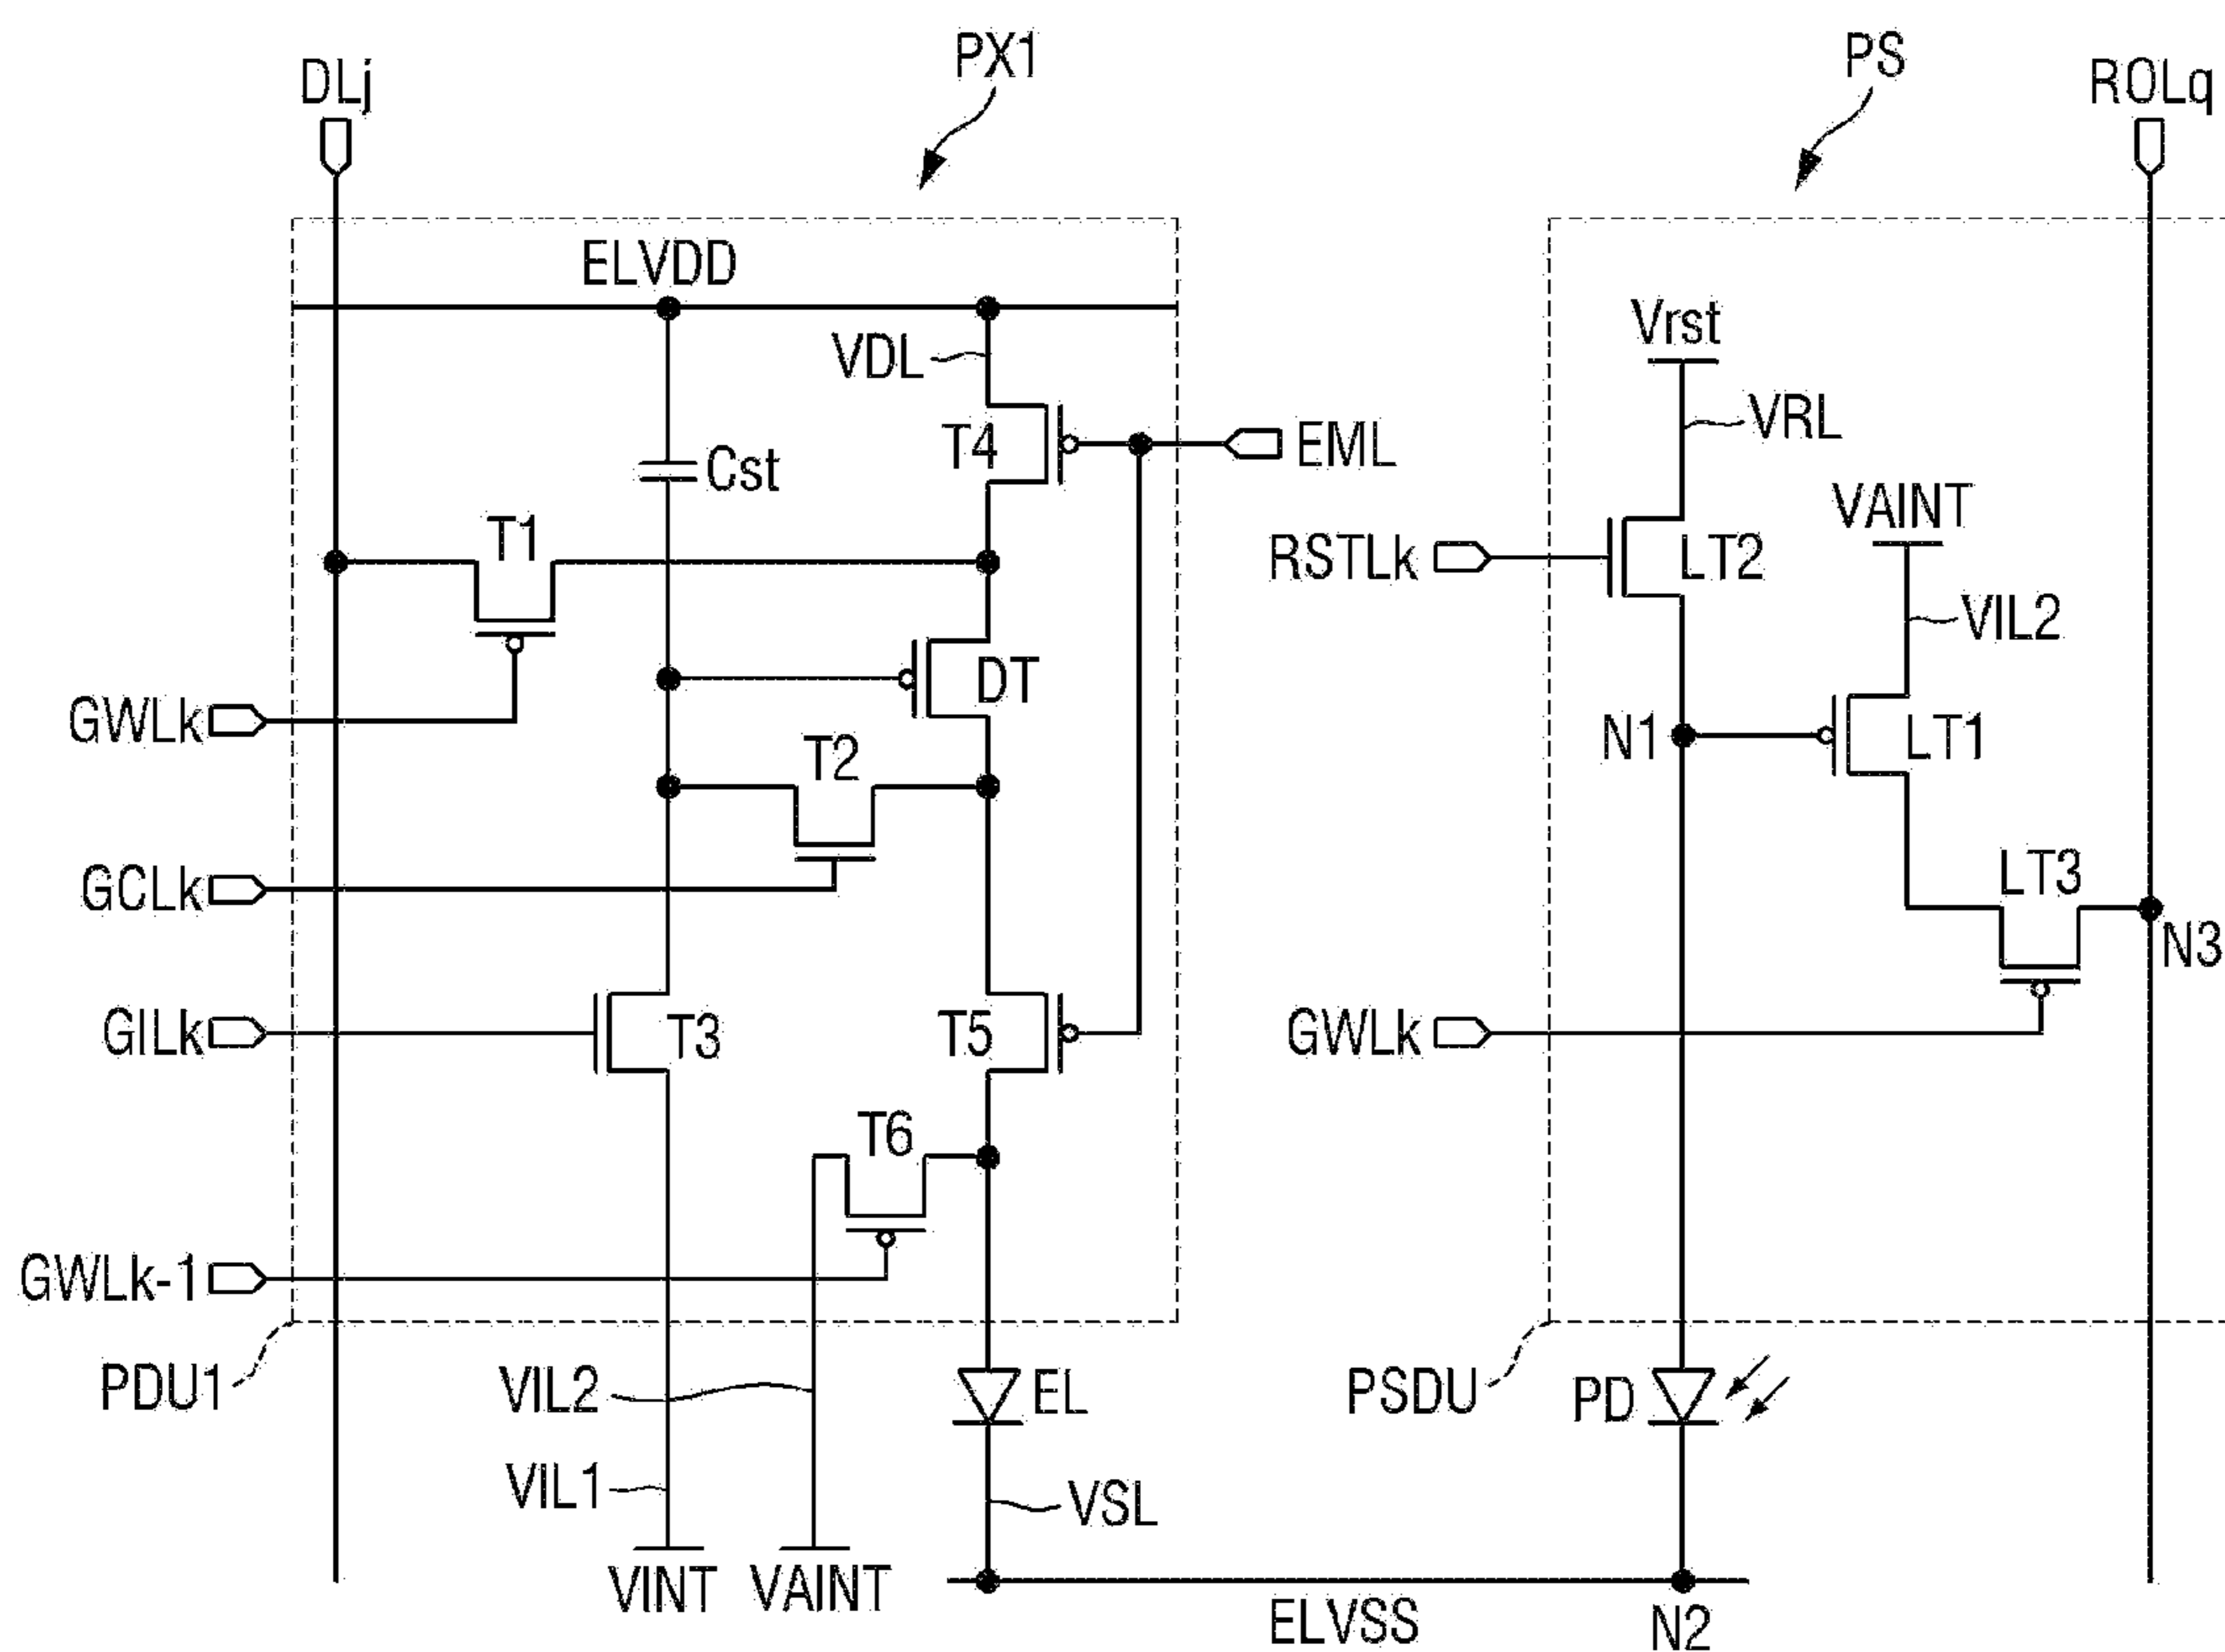 PX1
PS
DLj
ROLq
ELVDD
Vrst
VDL
VRL
T4
EML
Cst
VAINT
T1
RSTLk
LT2
VIL2
DT
GWLk
N1
LT1
T2
LT3
GCLk
N3
GILk
T3
T5
GWLk
T6
GWLk-1
PDU1
VIL2
EL
PSDU
PD
VIL1
VSL
VINT
VAINT
ELVSS
N2